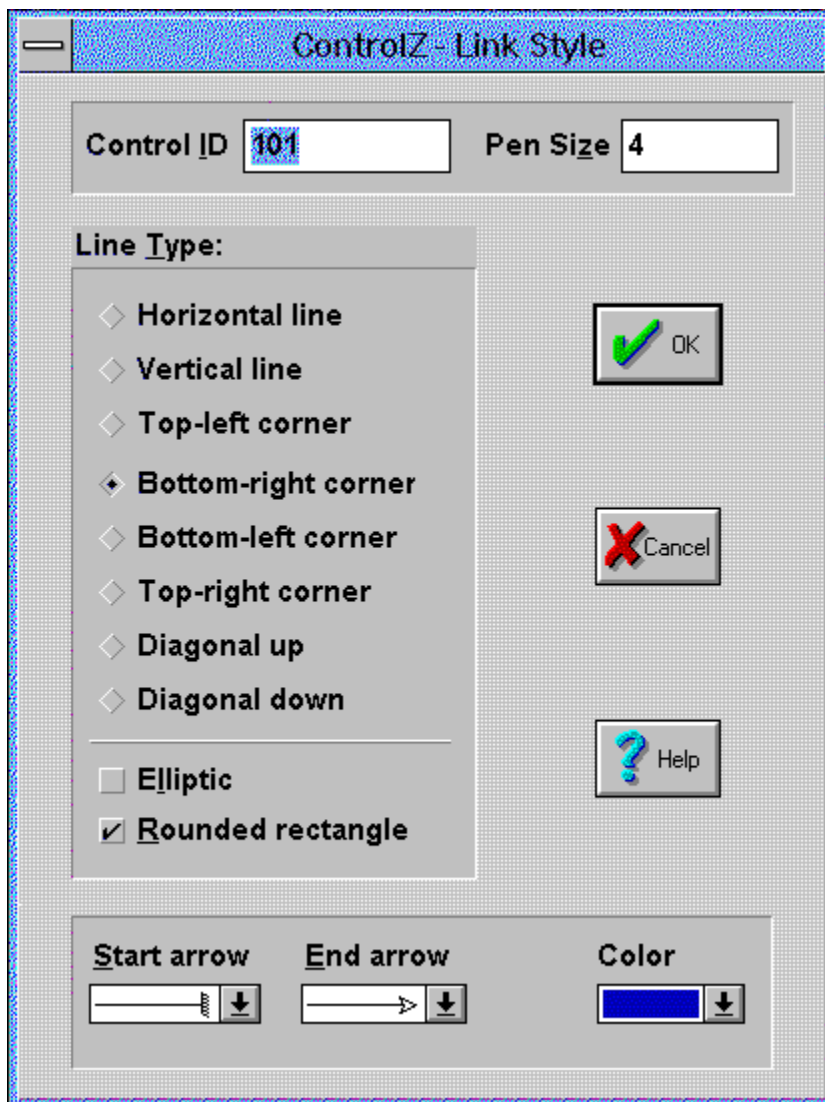 ControlZ - Link Style
Control ID 101 Pen Size 4
Line Type:
Horizontal line
Vertical line
Top-left corner
Bottom-right corner
Bottom-left corner
Top-right corner
Diagonal up
Diagonal down
Elliptic
Rounded rectangle
OK
Cancel
Help
Start arrow End arrow Color